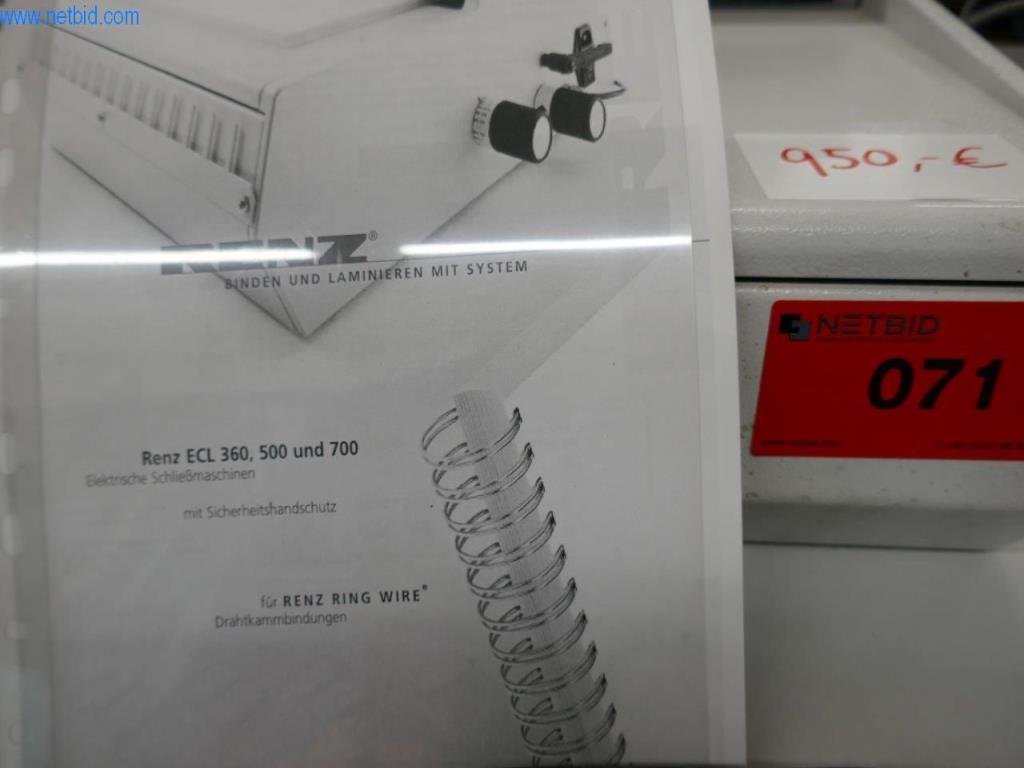 www.netbid.com
RENZ®
BINDEN UND LAMINIEREN MIT SYSTEM
Renz ECL 360, 500 und 700
Elektrische Schließmaschinen
mit Sicherheitshandschutz
für RENZ RING WIRE®
Drahtkammbindungen
950,-€
NETBID
071